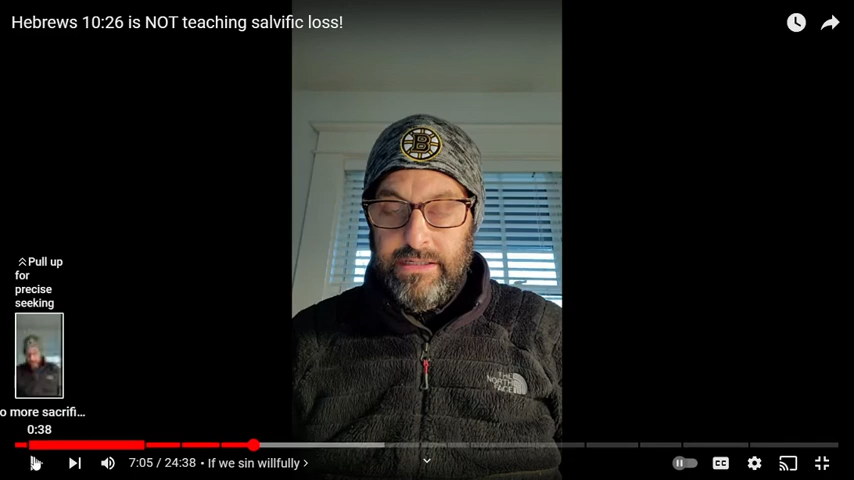 Hebrews 10:26 is NOT teaching salvific loss!
B
Pull up
for
precise
seeking
THE
NORTH
FACE
o more sacrifi...
0:38
7:05 / 24:38 • If we sin willfully
CC